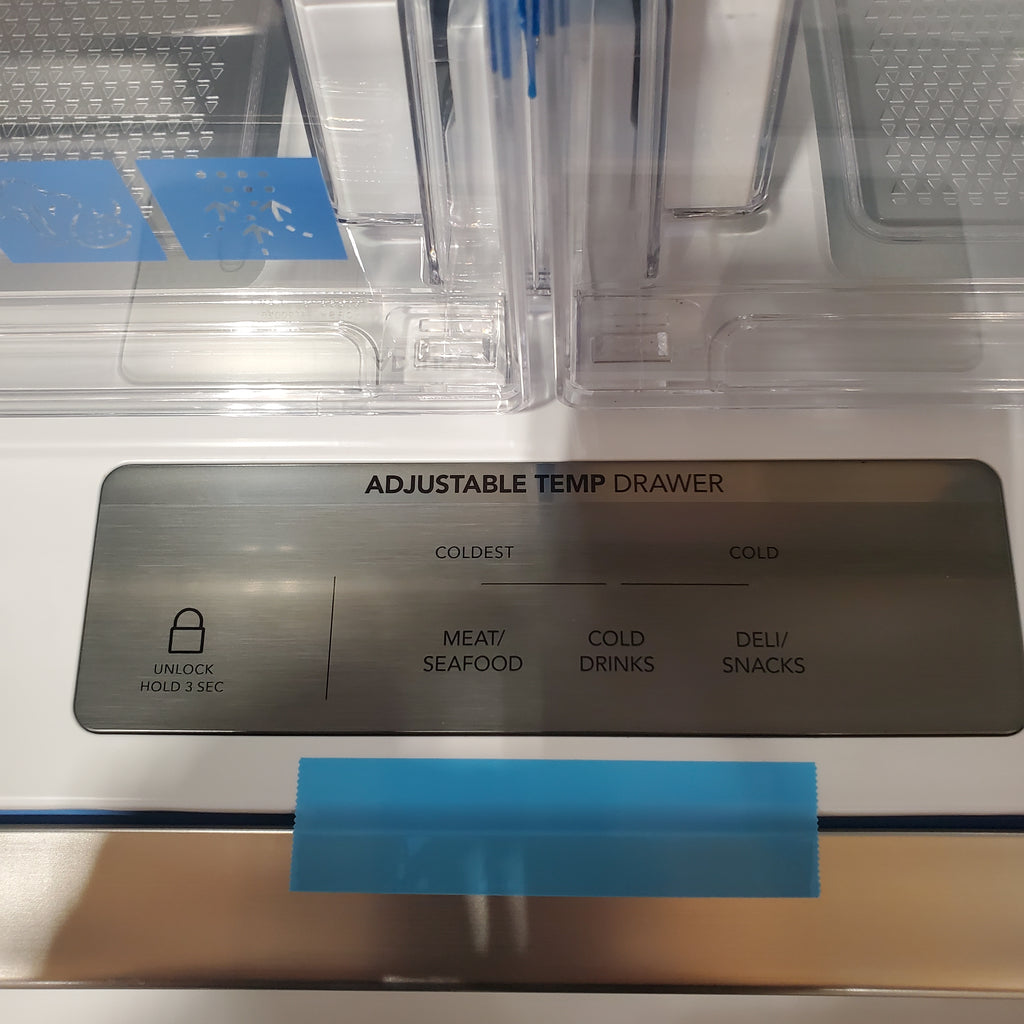 ADJUSTABLE TEMP DRAWER
COLDEST COLD
UNLOCK
HOLD 3 SEC
MEAT/
SEAFOOD
COLD
DRINKS
DELI/
SNACKS